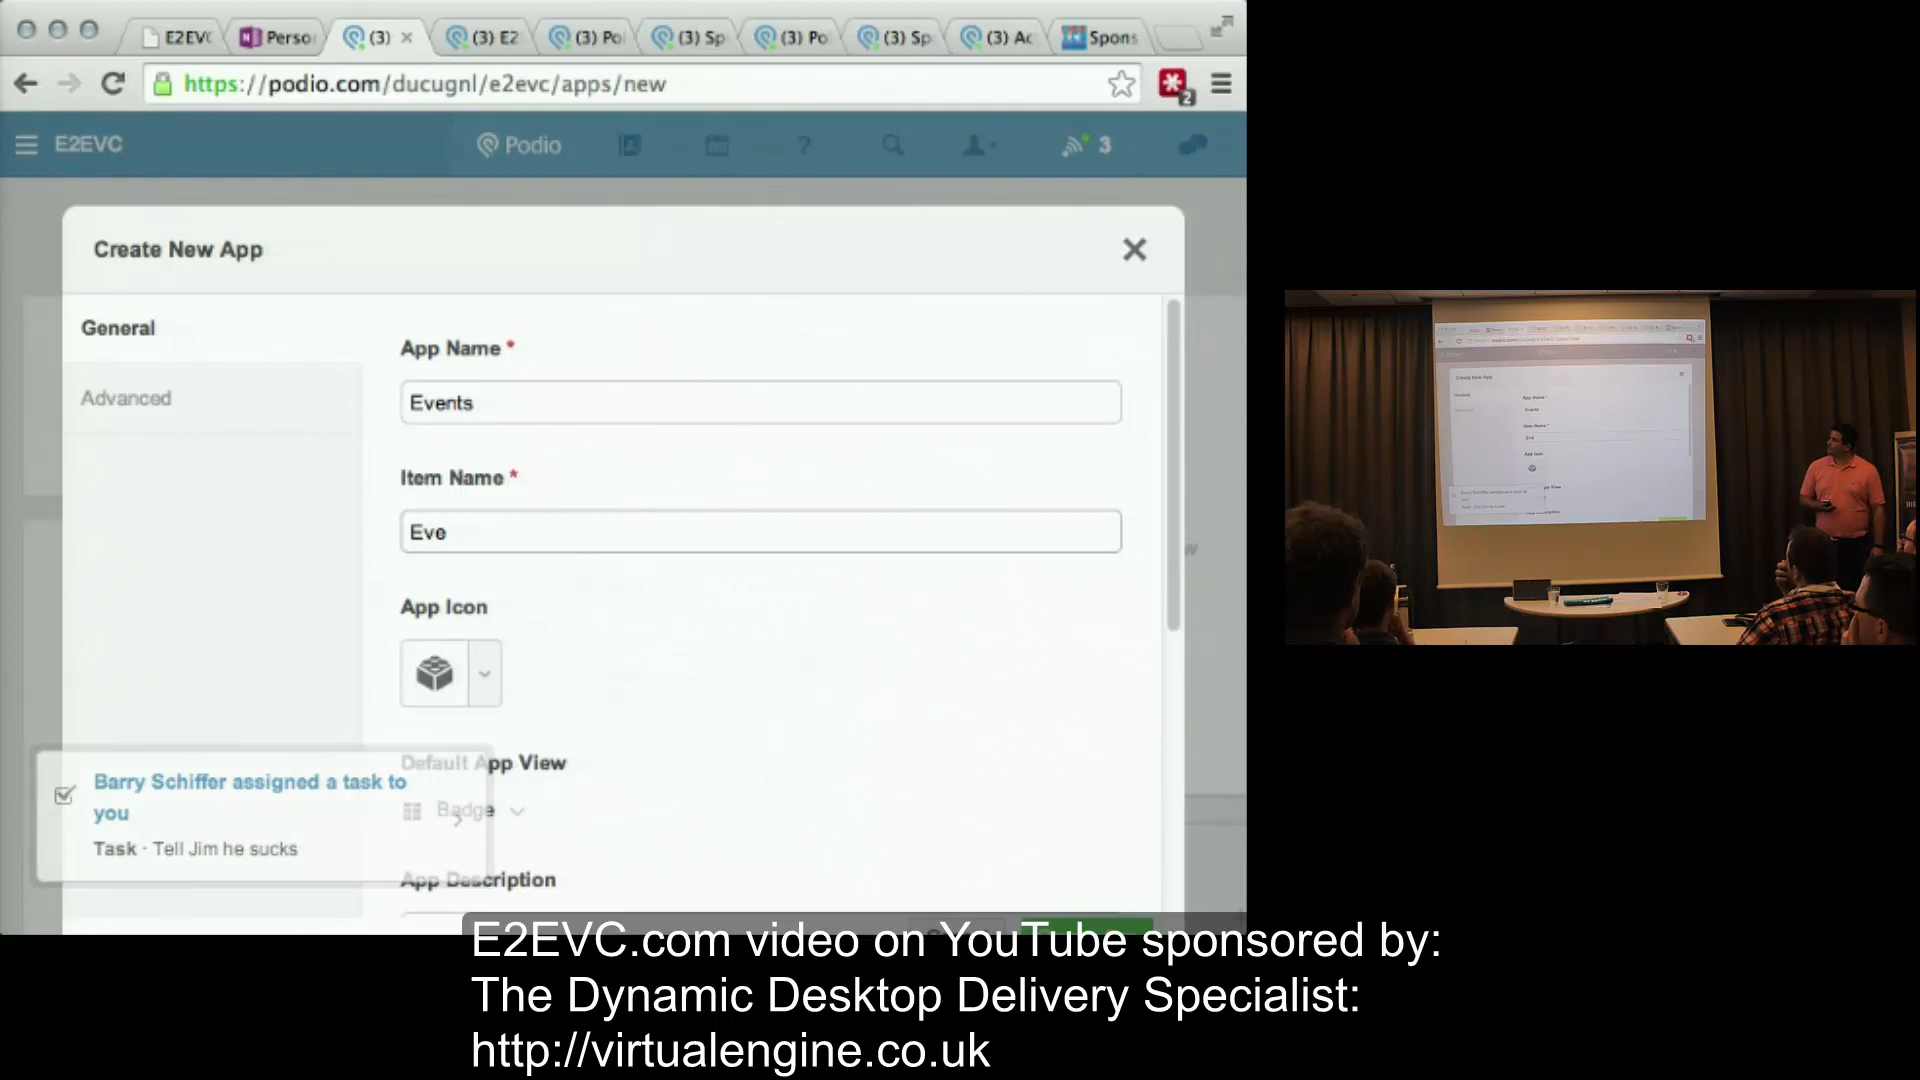 E2EVC
Perso
(3)
(3) E2
(3) Po
(3) Sp
(3) Po
(3) Sp
(3) Ac
Spons
https://podio.com/ducugnl/e2evc/apps/new
2
E2EVC
Podio
?
3
Create New App
General
Advanced
App Name *
Events
Item Name *
Eve
App Icon
Default App View
Badge
App Description
Barry Schiffer assigned a task to
you
Task · Tell Jim he sucks
E2EVC.com video on YouTube sponsored by:
The Dynamic Desktop Delivery Specialist:
http://virtualengine.co.uk